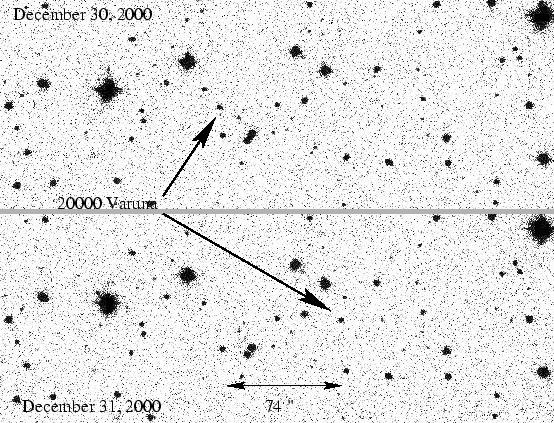 December 30, 2000
20000 Varuna
December 31, 2000
74 "